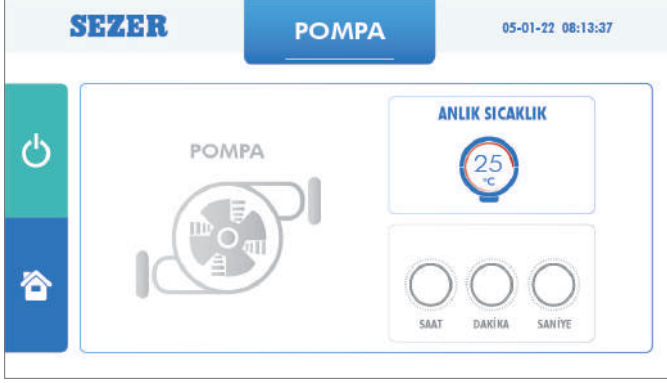 SEZER
POMPA
05-01-22 08:13:37
POMPA
ANLIK SICAKLIK
25
°C
SAAT
DAKİKA
SANİYE